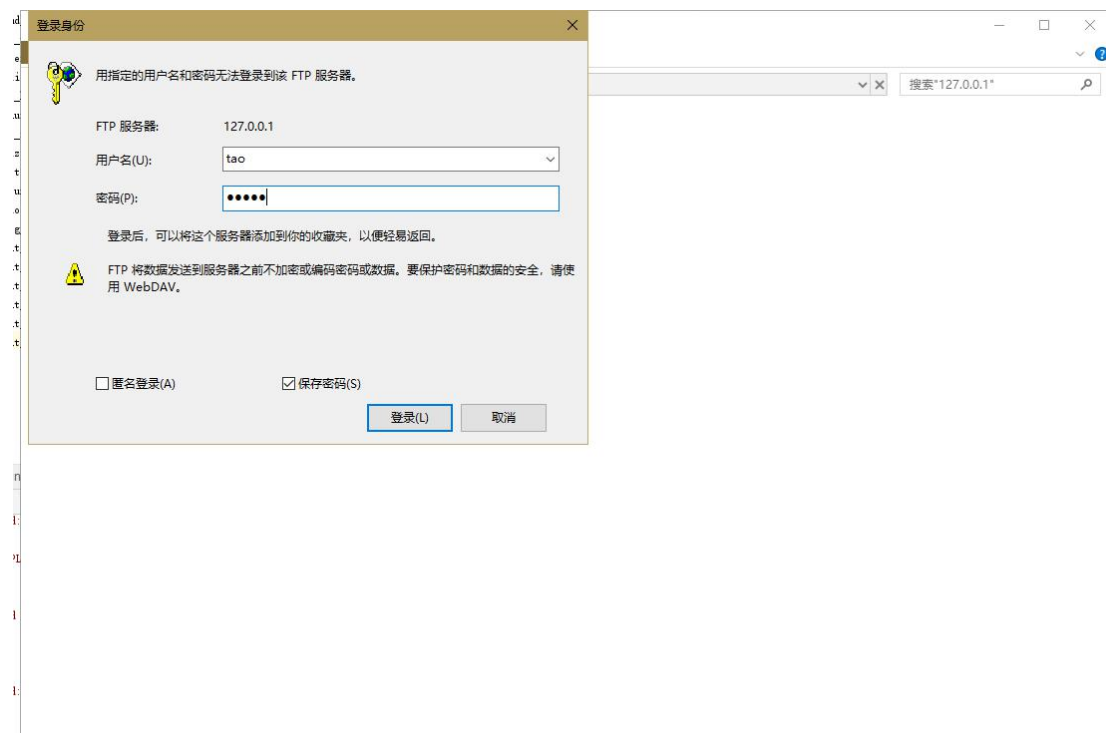 登录身份
用指定的用户名和密码无法登录到该 FTP 服务器。
搜索"127.0.0.1"
FTP 服务器: 127.0.0.1
用户名(U): tao
密码(P): •••••
登录后，可以将这个服务器添加到你的收藏夹，以便轻易返回。
FTP 将数据发送到服务器之前不加密或编码密码或数据。要保护密码和数据的安全，请使
用 WebDAV。
匿名登录(A) 保存密码(S)
登录(L) 取消